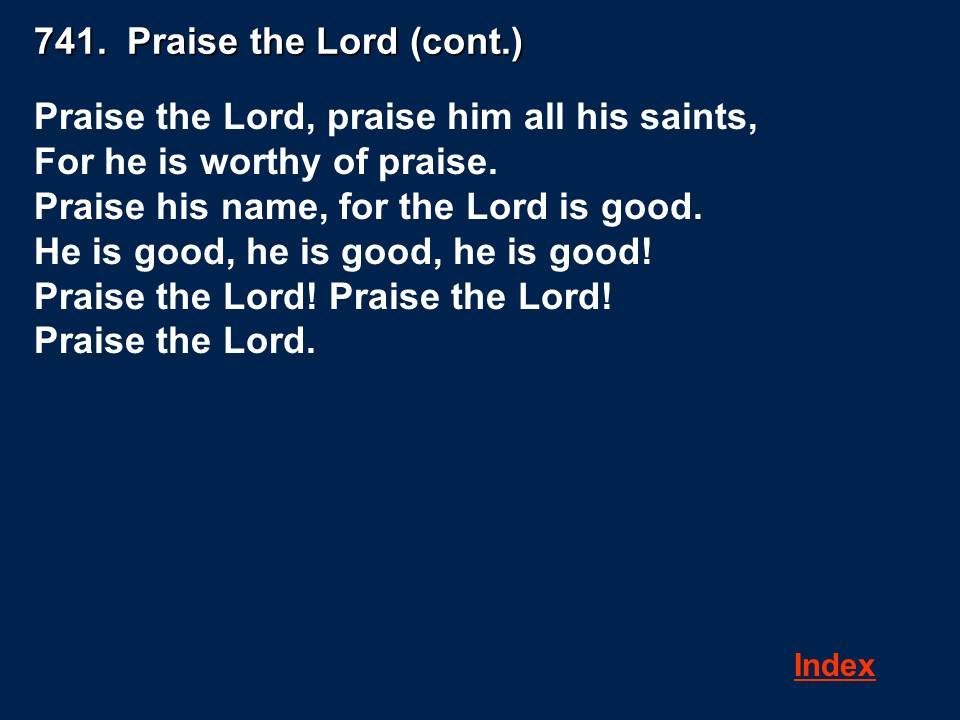 741.  Praise the Lord (cont.)
Praise the Lord, praise him all his saints,
For he is worthy of praise.
Praise his name, for the Lord is good.
He is good, he is good, he is good!
Praise the Lord! Praise the Lord!
Praise the Lord.
Index